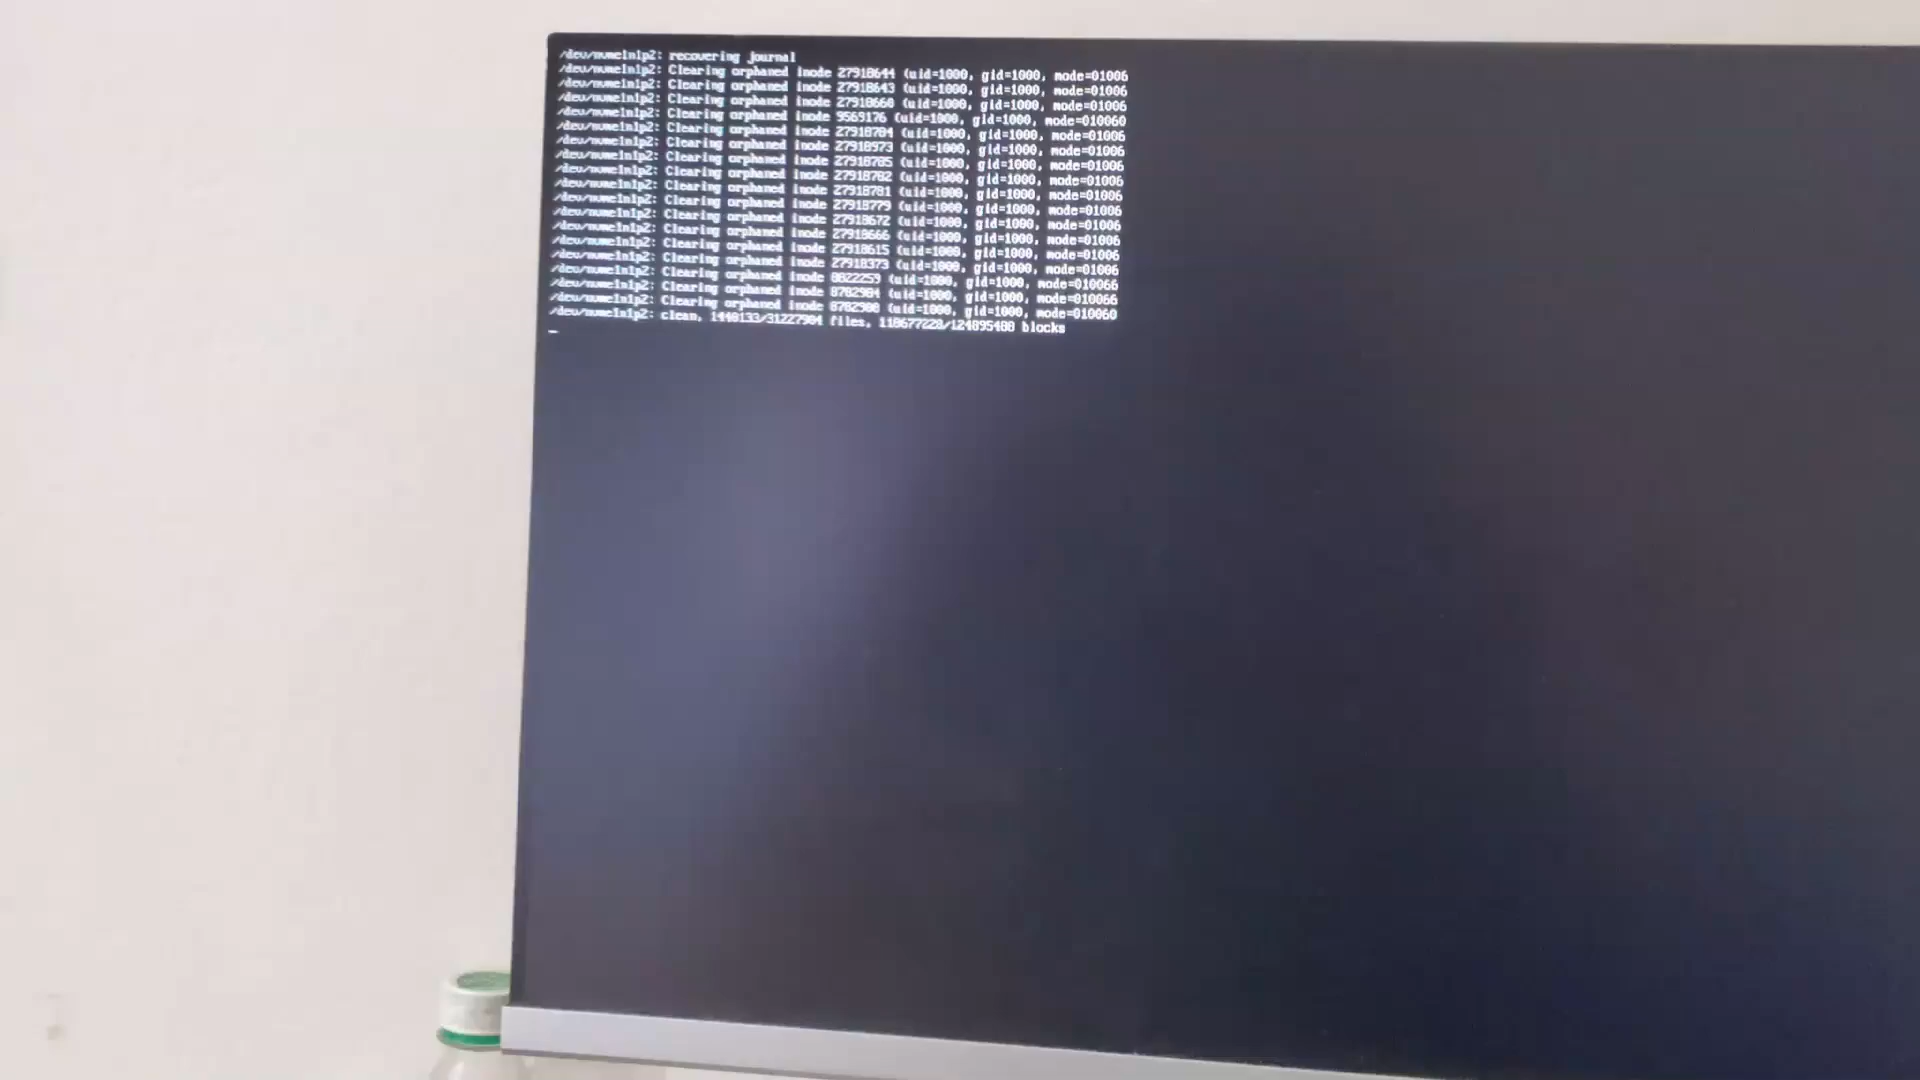 /dev/nvme1n1p2: recovering journal
/dev/nvme1n1p2: Clearing orphaned inode 27918644 (uid=1000, gid=1000, mode=01006
/dev/nvme1n1p2: Clearing orphaned inode 27918643 (uid=1000, gid=1000, mode=01006
/dev/nvme1n1p2: Clearing orphaned inode 27918660 (uid=1000, gid=1000, mode=01006
/dev/nvme1n1p2: Clearing orphaned inode 9569176 (uid=1000, gid=1000, mode=010060
/dev/nvme1n1p2: Clearing orphaned inode 27918784 (uid=1000, gid=1000, mode=01006
/dev/nvme1n1p2: Clearing orphaned inode 27918973 (uid=1000, gid=1000, mode=01006
/dev/nvme1n1p2: Clearing orphaned inode 27918785 (uid=1000, gid=1000, mode=01006
/dev/nvme1n1p2: Clearing orphaned inode 27918782 (uid=1000, gid=1000, mode=01006
/dev/nvme1n1p2: Clearing orphaned inode 27918781 (uid=1000, gid=1000, mode=01006
/dev/nvme1n1p2: Clearing orphaned inode 27918779 (uid=1000, gid=1000, mode=01006
/dev/nvme1n1p2: Clearing orphaned inode 27918672 (uid=1000, gid=1000, mode=01006
/dev/nvme1n1p2: Clearing orphaned inode 27918666 (uid=1000, gid=1000, mode=01006
/dev/nvme1n1p2: Clearing orphaned inode 27918615 (uid=1000, gid=1000, mode=01006
/dev/nvme1n1p2: Clearing orphaned inode 27918373 (uid=1000, gid=1000, mode=01006
/dev/nvme1n1p2: Clearing orphaned inode (uid=1000, gid=1000, mode=010066
/dev/nvme1n1p2: Clearing orphaned inode (uid=1000, gid=1000, mode=010066
/dev/nvme1n1p2: Clearing orphaned inode (uid=1000, gid=1000, mode=010060
/dev/nvme1n1p2: clean, files, blocks